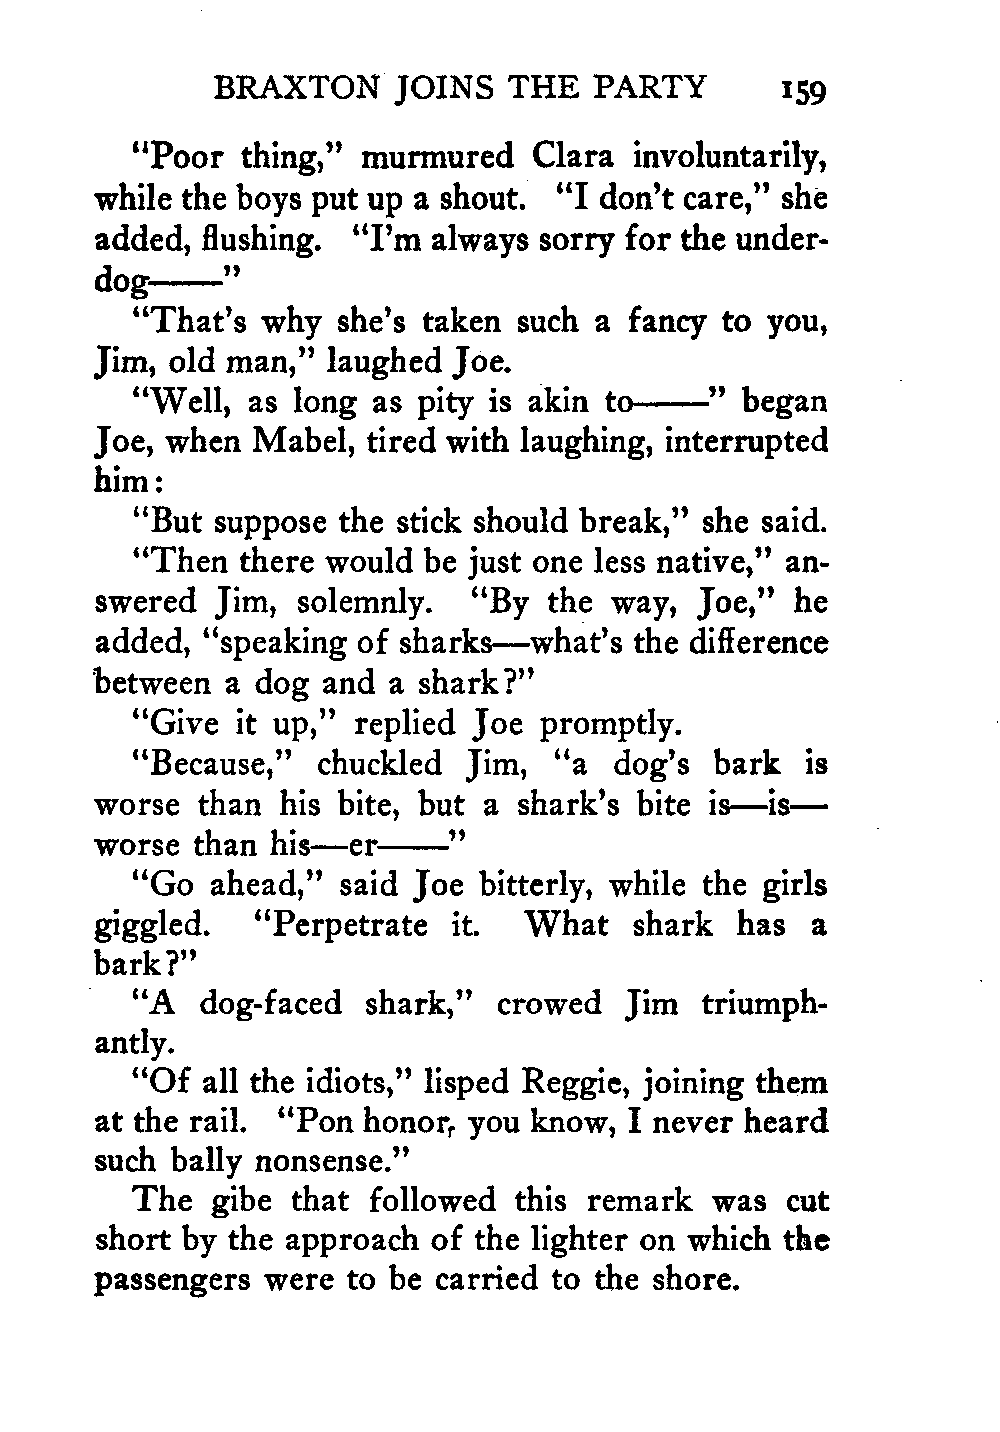 BRAXTON JOINS THE PARTY 159
"Poor thing," murmured Clara involuntarily,
while the boys put up a shout. "I don't care," she
added, flushing. "I'm always sorry for the under-
dog——"
"That's why she's taken such a fancy to you,
Jim, old man," laughed Joe.
"Well, as long as pity is akin to——" began
Joe, when Mabel, tired with laughing, interrupted
him:
"But suppose the stick should break," she said.
"Then there would be just one less native," an-
swered Jim, solemnly. "By the way, Joe," he
added, "speaking of sharks—what's the difference
between a dog and a shark?"
"Give it up," replied Joe promptly.
"Because," chuckled Jim, "a dog's bark is
worse than his bite, but a shark's bite is—is—
worse than his—er——"
"Go ahead," said Joe bitterly, while the girls
giggled. "Perpetrate it. What shark has a
bark?"
"A dog-faced shark," crowed Jim triumph-
antly.
"Of all the idiots," lisped Reggie, joining them
at the rail. "Pon honor, you know, I never heard
such bally nonsense."
The gibe that followed this remark was cut
short by the approach of the lighter on which the
passengers were to be carried to the shore.